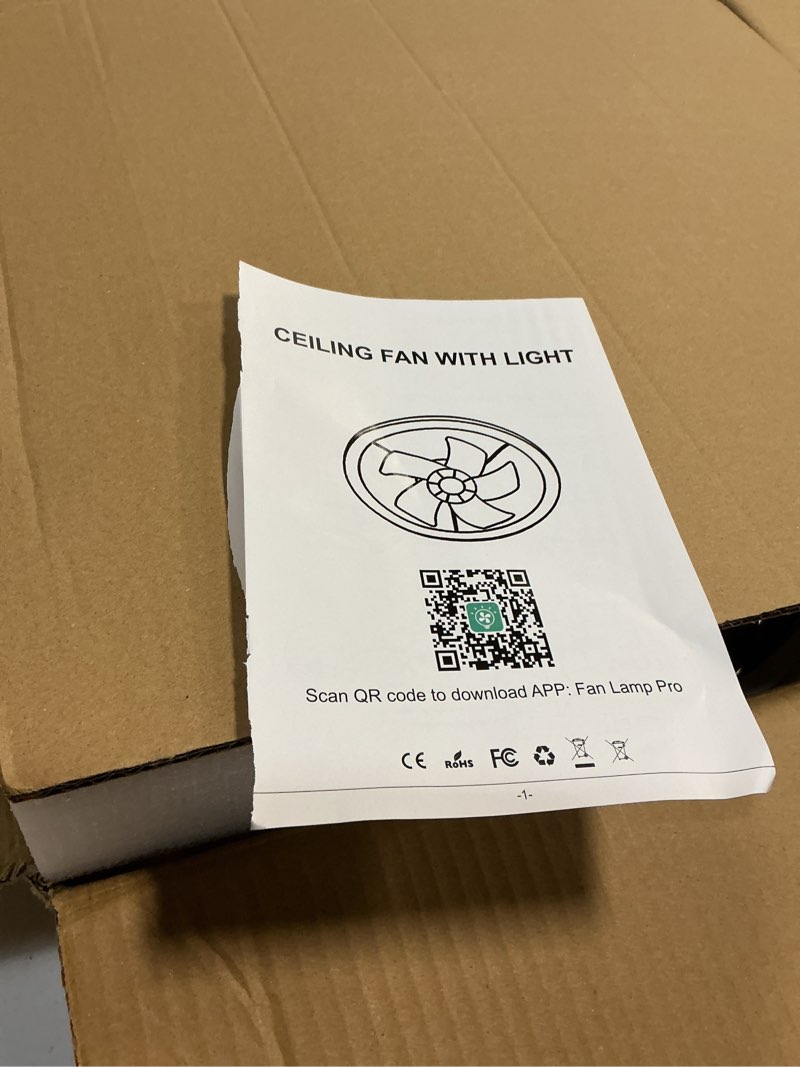 CEILING FAN WITH LIGHT
Scan QR code to download APP: Fan Lamp Pro
CE RoHS FC
-1-